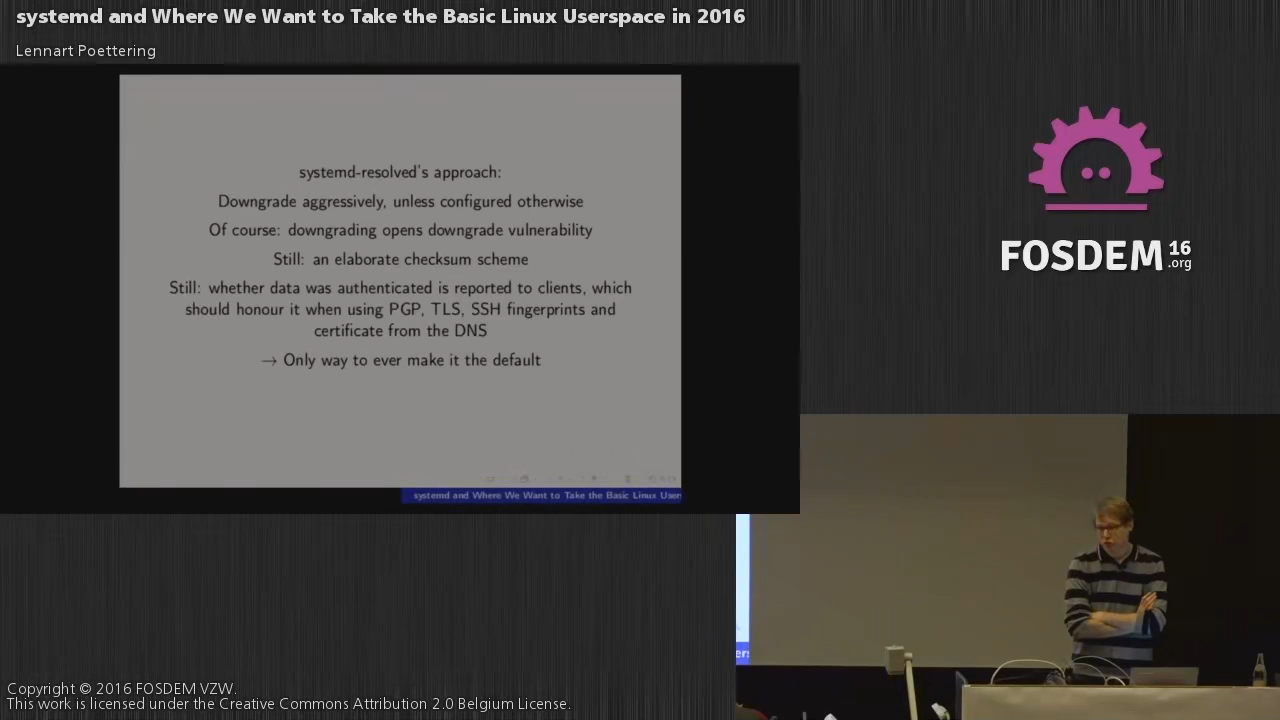 systemd and Where We Want to Take the Basic Linux Userspace in 2016
Lennart Poettering
systemd-resolved's approach:
Downgrade aggressively, unless configured otherwise
Of course: downgrading opens downgrade vulnerability
Still: an elaborate checksum scheme
Still: whether data was authenticated is reported to clients, which
should honour it when using PGP, TLS, SSH fingerprints and
certificate from the DNS
→ Only way to ever make it the default
systemd and Where We Want to Take the Basic Linux Users
FOSDEM 16
.org
ers
Copyright © 2016 FOSDEM VZW.
This work is licensed under the Creative Commons Attribution 2.0 Belgium License.